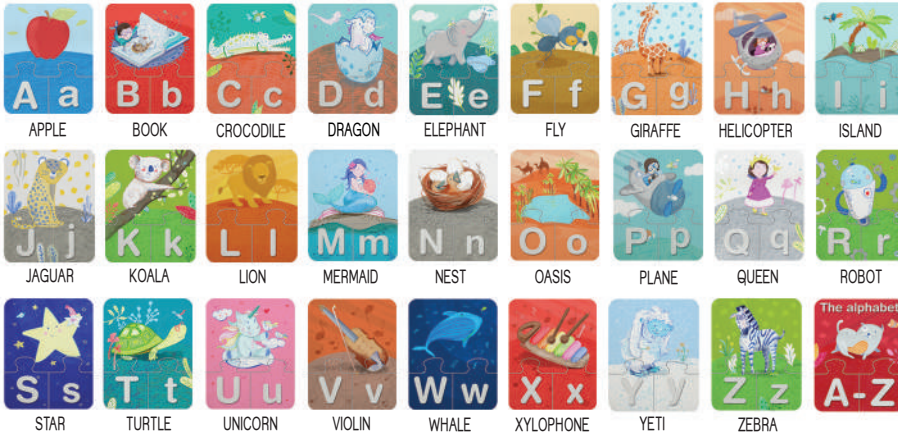 A a
B b
C c
D d
E e
F f
G g
H h
I i
APPLE
BOOK
CROCODILE
DRAGON
ELEPHANT
FLY
GIRAFFE
HELICOPTER
ISLAND
J j
K k
L l
M m
N n
O o
P p
Q q
R r
JAGUAR
KOALA
LION
MERMAID
NEST
OASIS
PLANE
QUEEN
ROBOT
The alphabet
S s
T t
U u
V v
W w
X x
Y y
Z z
A-Z
STAR
TURTLE
UNICORN
VIOLIN
WHALE
XYLOPHONE
YETI
ZEBRA